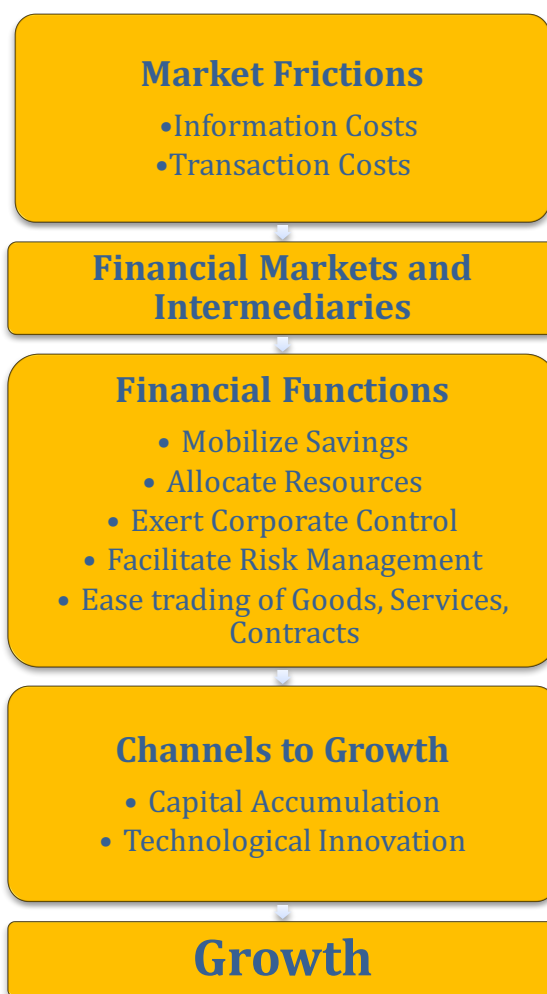 Market Frictions
•Information Costs
•Transaction Costs
Financial Markets and
Intermediaries
Financial Functions
• Mobilize Savings
• Allocate Resources
• Exert Corporate Control
• Facilitate Risk Management
• Ease trading of Goods, Services,
Contracts
Channels to Growth
• Capital Accumulation
• Technological Innovation
Growth